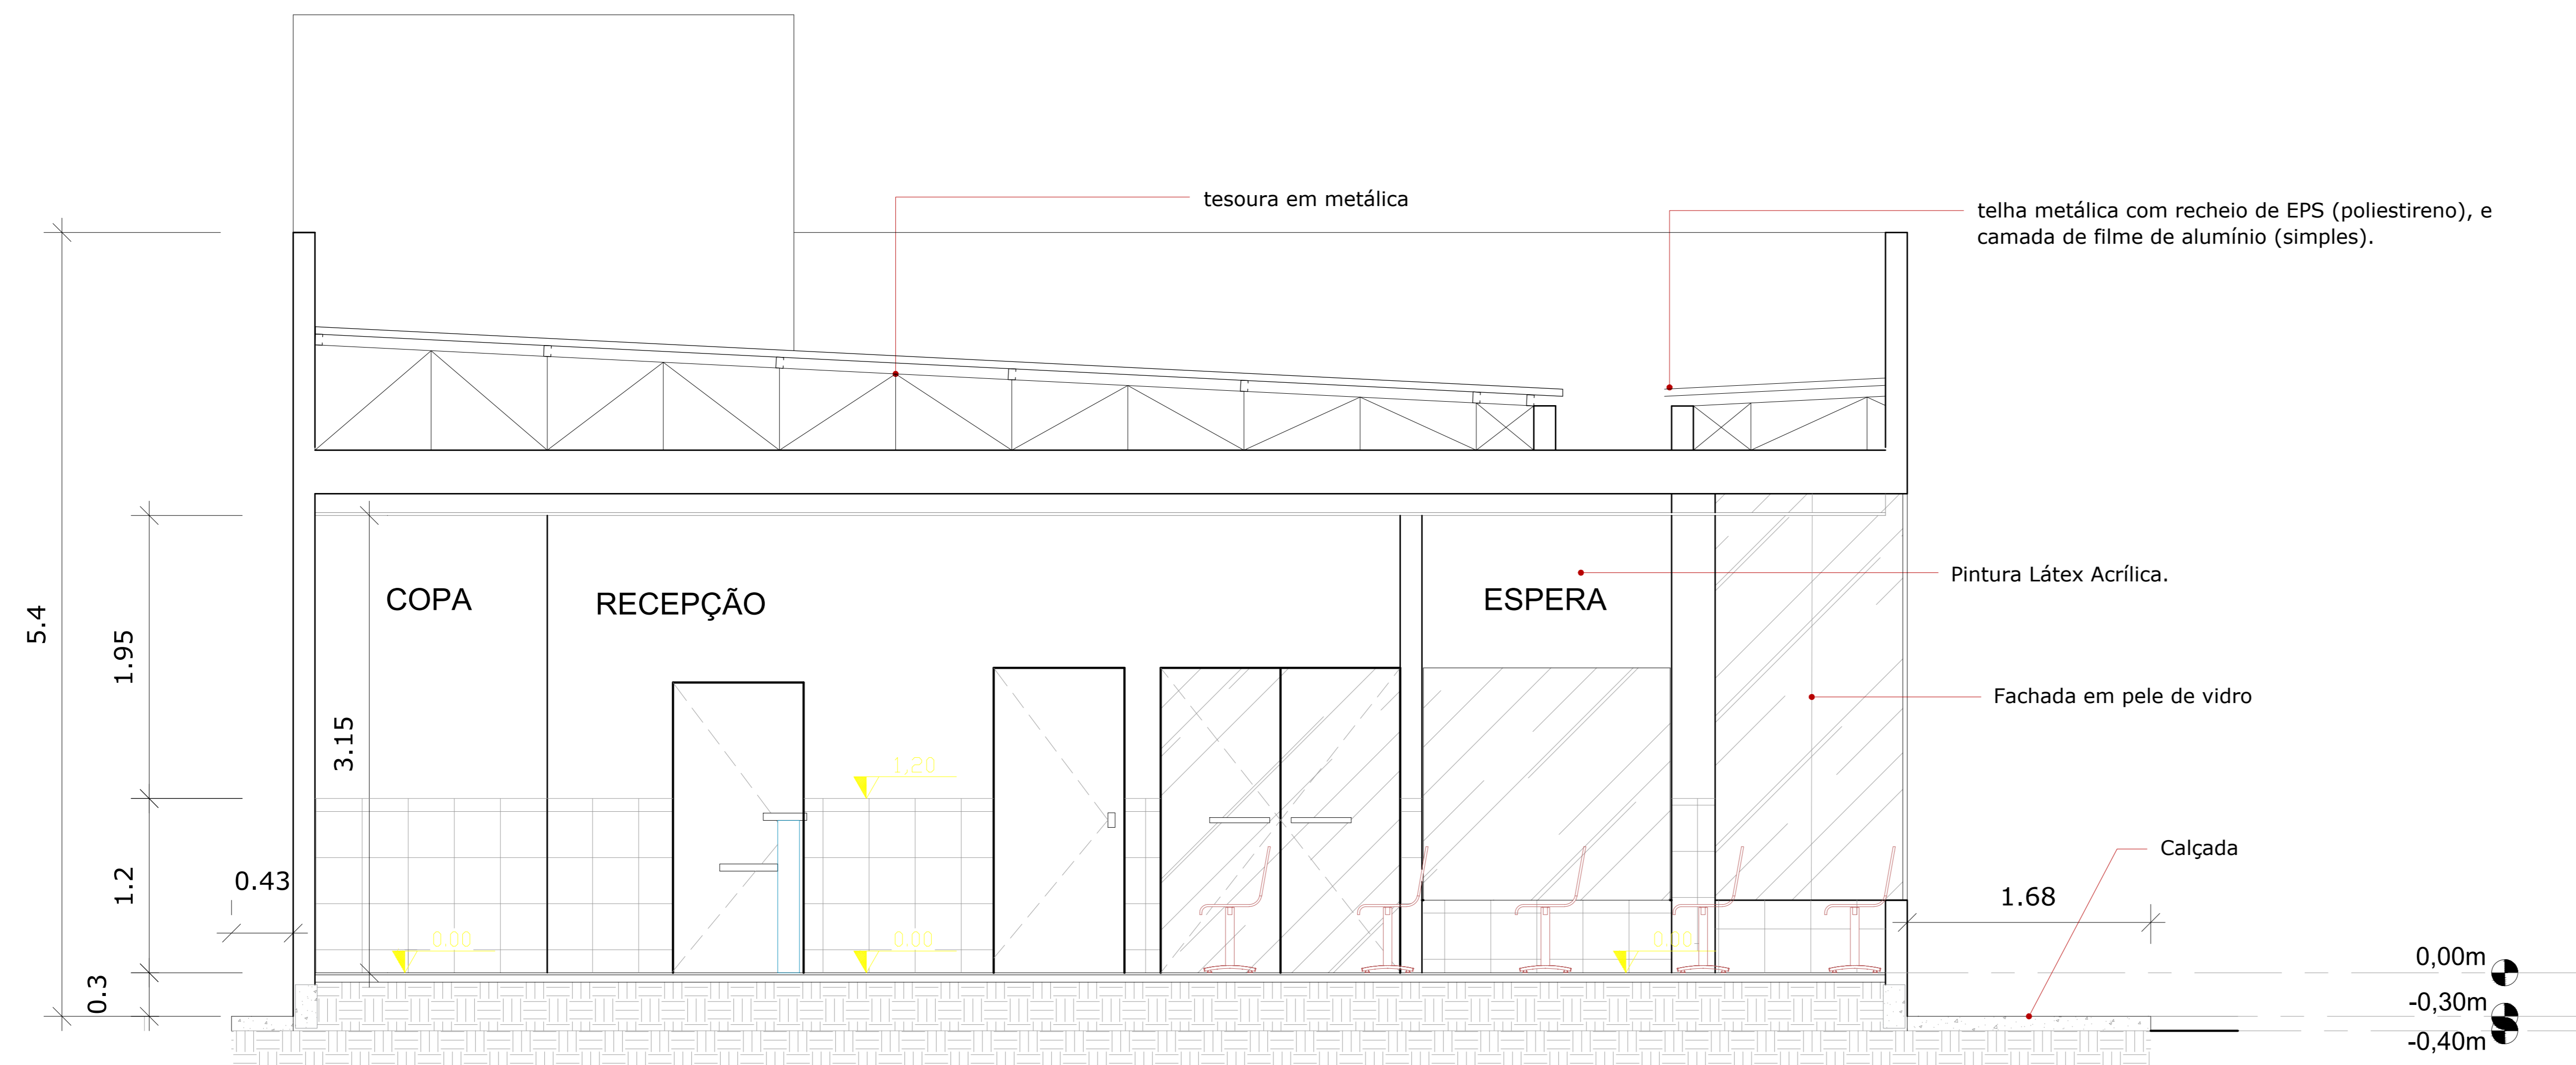 tesoura em metálica
telha metálica com recheio de EPS (poliestireno), e
camada de filme de alumínio (simples).
Pintura Látex Acrílica.
Fachada em pele de vidro
Calçada
COPA
RECEPÇÃO
ESPERA
5.4
1.95
3.15
1.20
1.2
0.43
0.3
0.00
0.00
0.00
1.68
0,00m
-0,30m
-0,40m